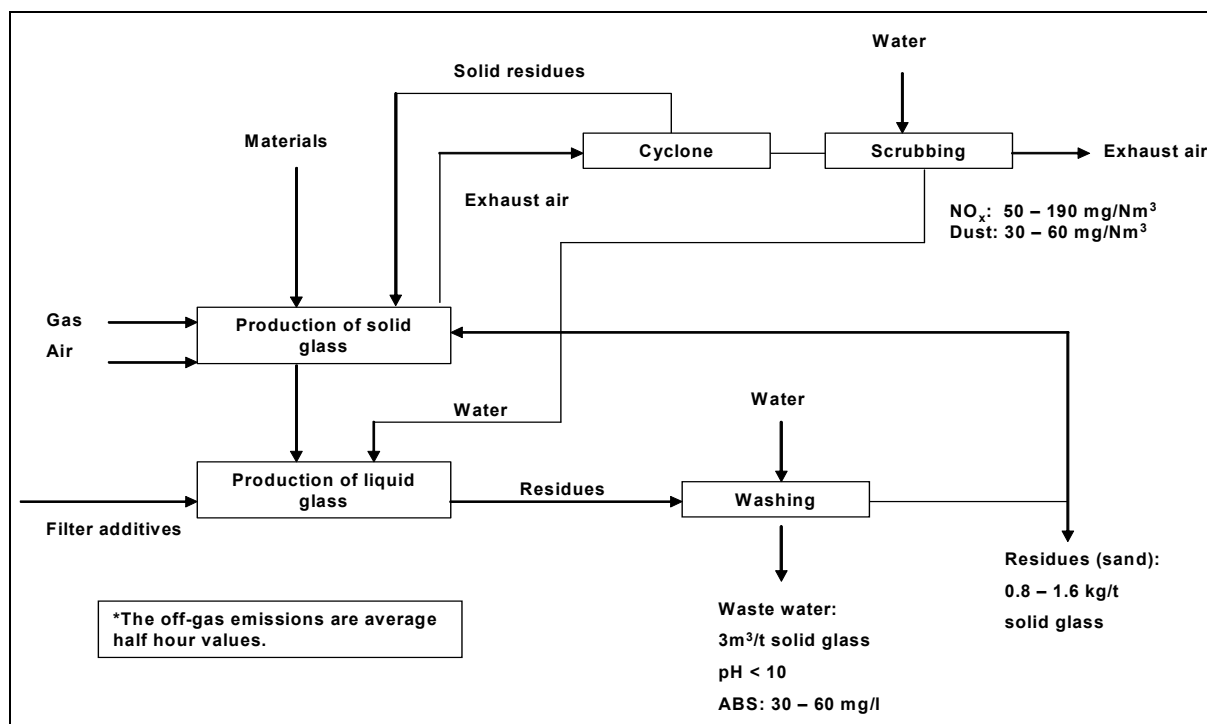 Water
Solid residues
Materials
Cyclone
Scrubbing
Exhaust air
Exhaust air
NOₓ: 50 – 190 mg/Nm³
Dust: 30 – 60 mg/Nm³
Gas
Production of solid
glass
Air
Water
Water
Production of liquid
glass
Residues
Washing
Filter additives
Residues (sand):
0.8 – 1.6 kg/t
solid glass
*The off-gas emissions are average
half hour values.
Waste water:
3m³/t solid glass
pH < 10
ABS: 30 – 60 mg/l